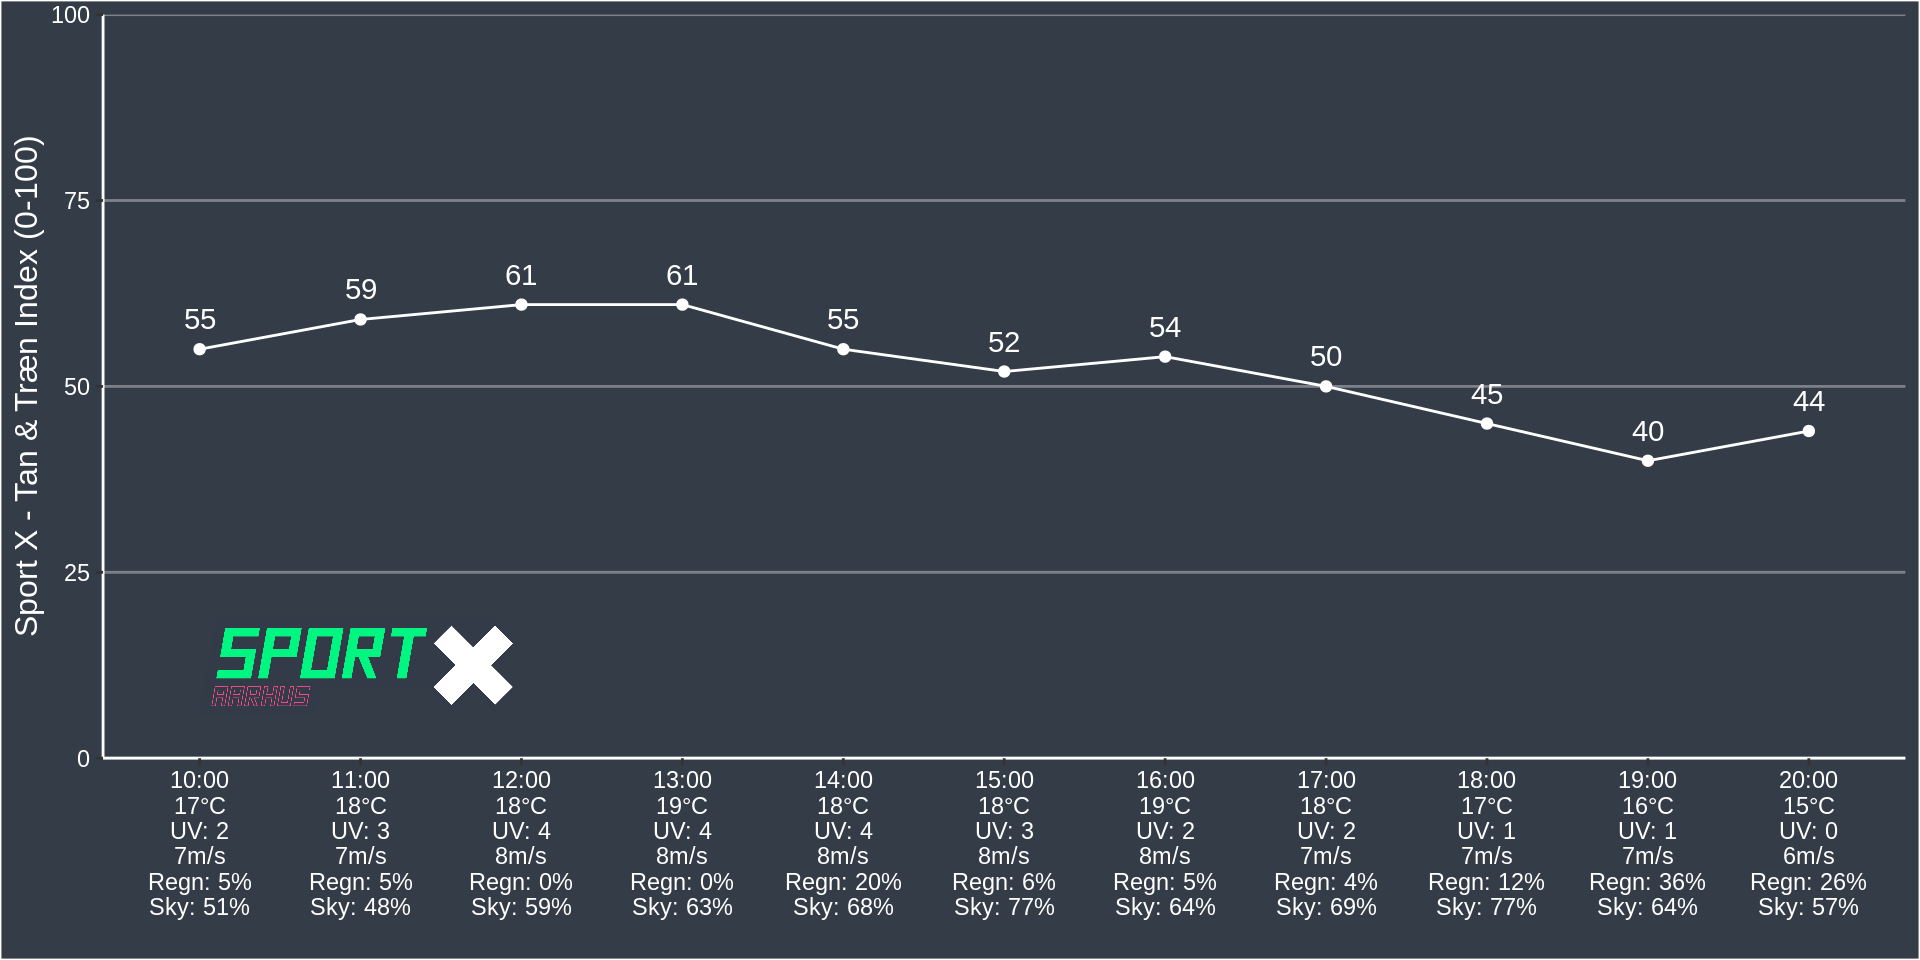 Sport X - Tan & Træn Index (0-100)
100
75
50
25
0
55
59
61
61
55
52
54
50
45
40
44
SPORT X
AARHUS
10:00 11:00 12:00 13:00 14:00 15:00 16:00 17:00 18:00 19:00 20:00
17°C 18°C 18°C 19°C 18°C 18°C 19°C 18°C 17°C 16°C 15°C
UV: 2 UV: 3 UV: 4 UV: 4 UV: 4 UV: 3 UV: 2 UV: 2 UV: 1 UV: 1 UV: 0
7m/s 7m/s 8m/s 8m/s 8m/s 8m/s 8m/s 7m/s 7m/s 7m/s 6m/s
Regn: 5% Regn: 5% Regn: 0% Regn: 0% Regn: 20% Regn: 6% Regn: 5% Regn: 4% Regn: 12% Regn: 36% Regn: 26%
Sky: 51% Sky: 48% Sky: 59% Sky: 63% Sky: 68% Sky: 77% Sky: 64% Sky: 69% Sky: 77% Sky: 64% Sky: 57%